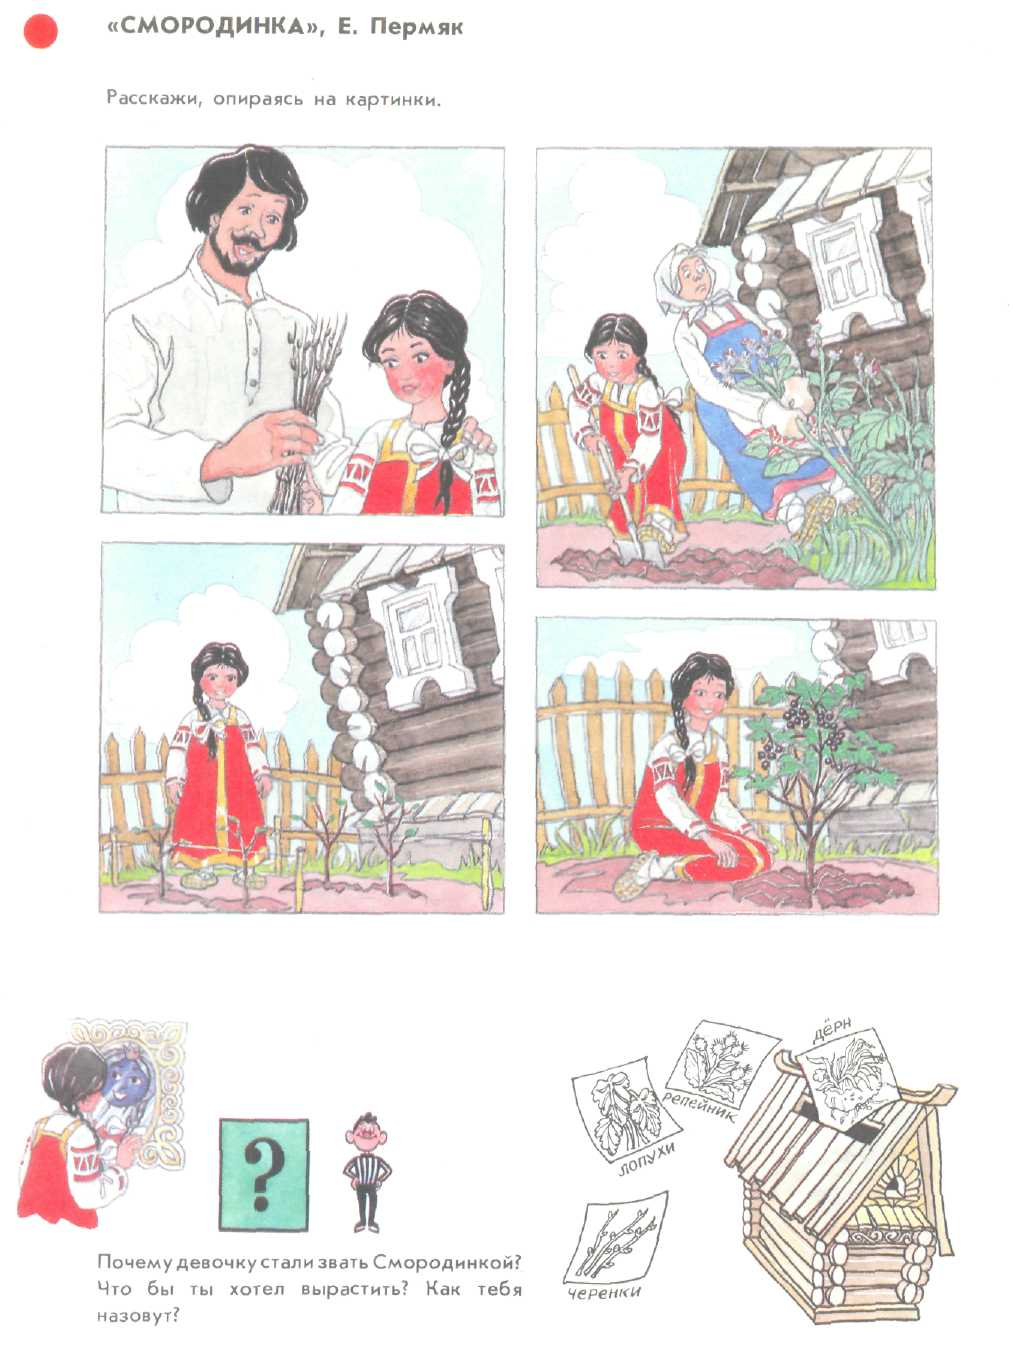 «СМОРОДИНКА», Е. Пермяк
Расскажи, опираясь на картинки.
ДЁРН
РЕПЕЙНИК
ЛОПУХИ
ЧЕРЕНКИ
?
Почему девочку стали звать Смородинкой?
Что бы ты хотел вырастить? Как тебя
назовут?